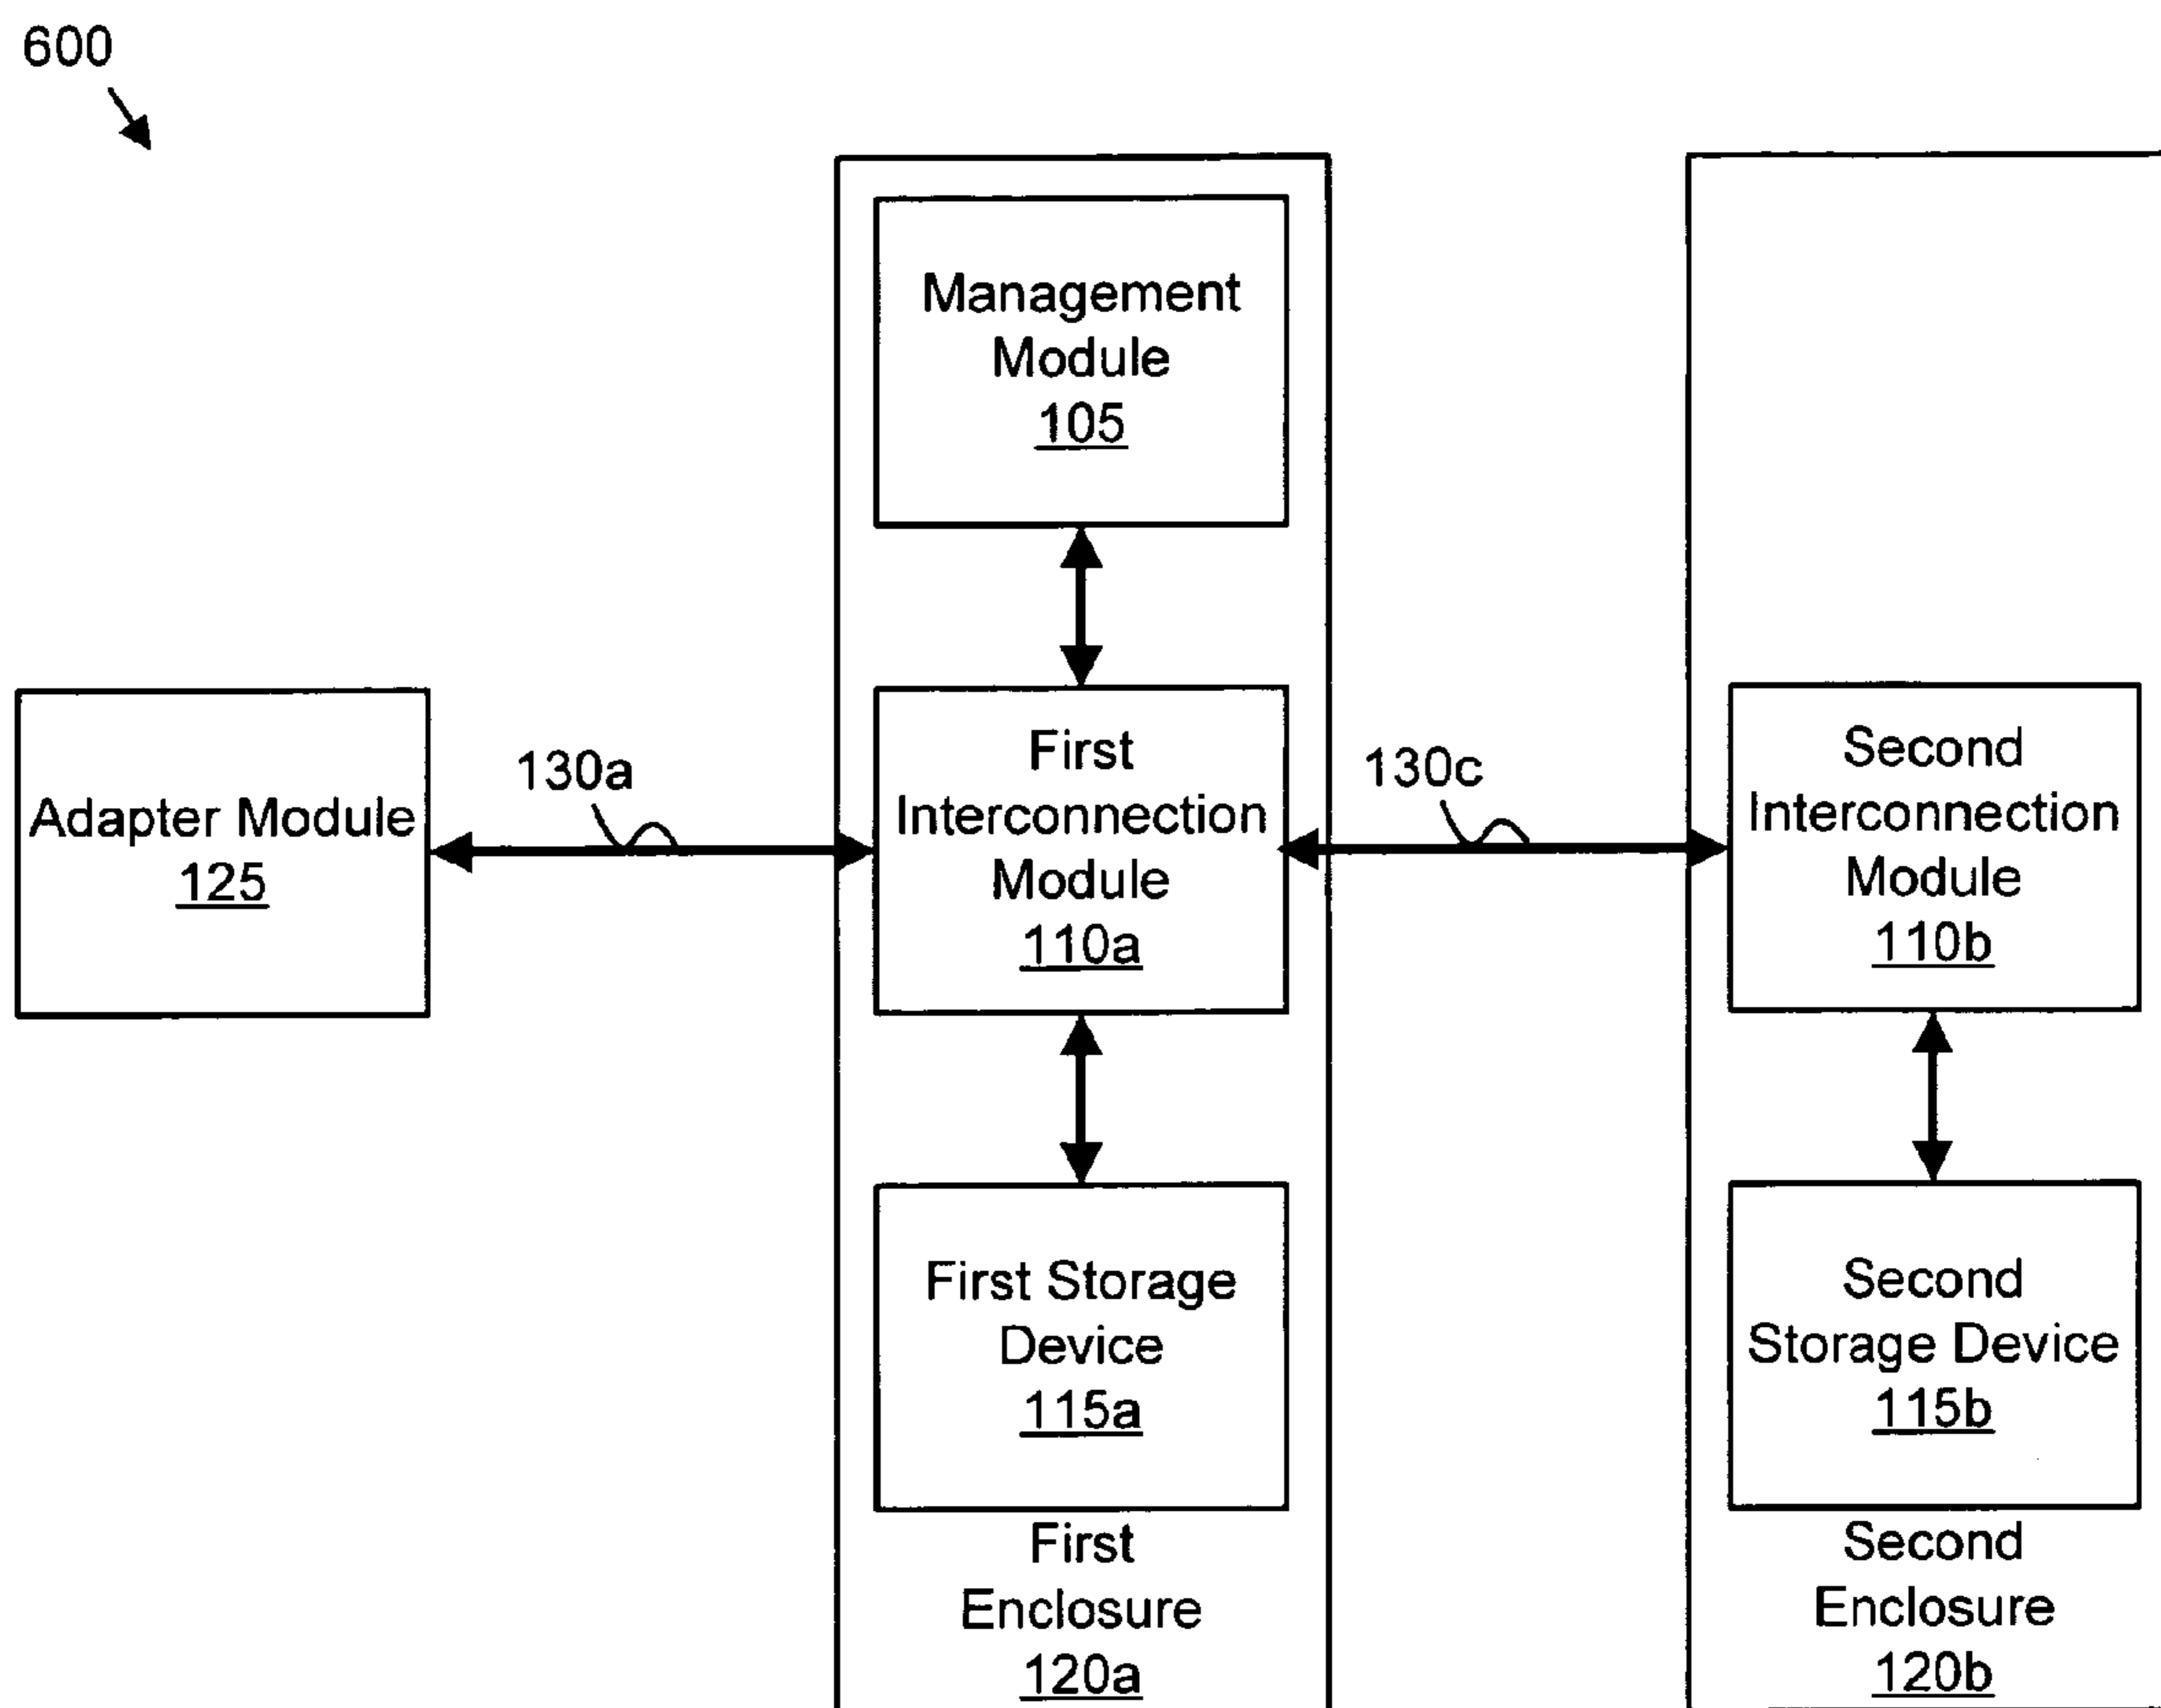 600
Management
Module
105
Adapter Module
125
130a
First
Interconnection
Module
110a
130c
Second
Interconnection
Module
110b
First Storage
Device
115a
First
Enclosure
120a
Second
Storage Device
115b
Second
Enclosure
120b